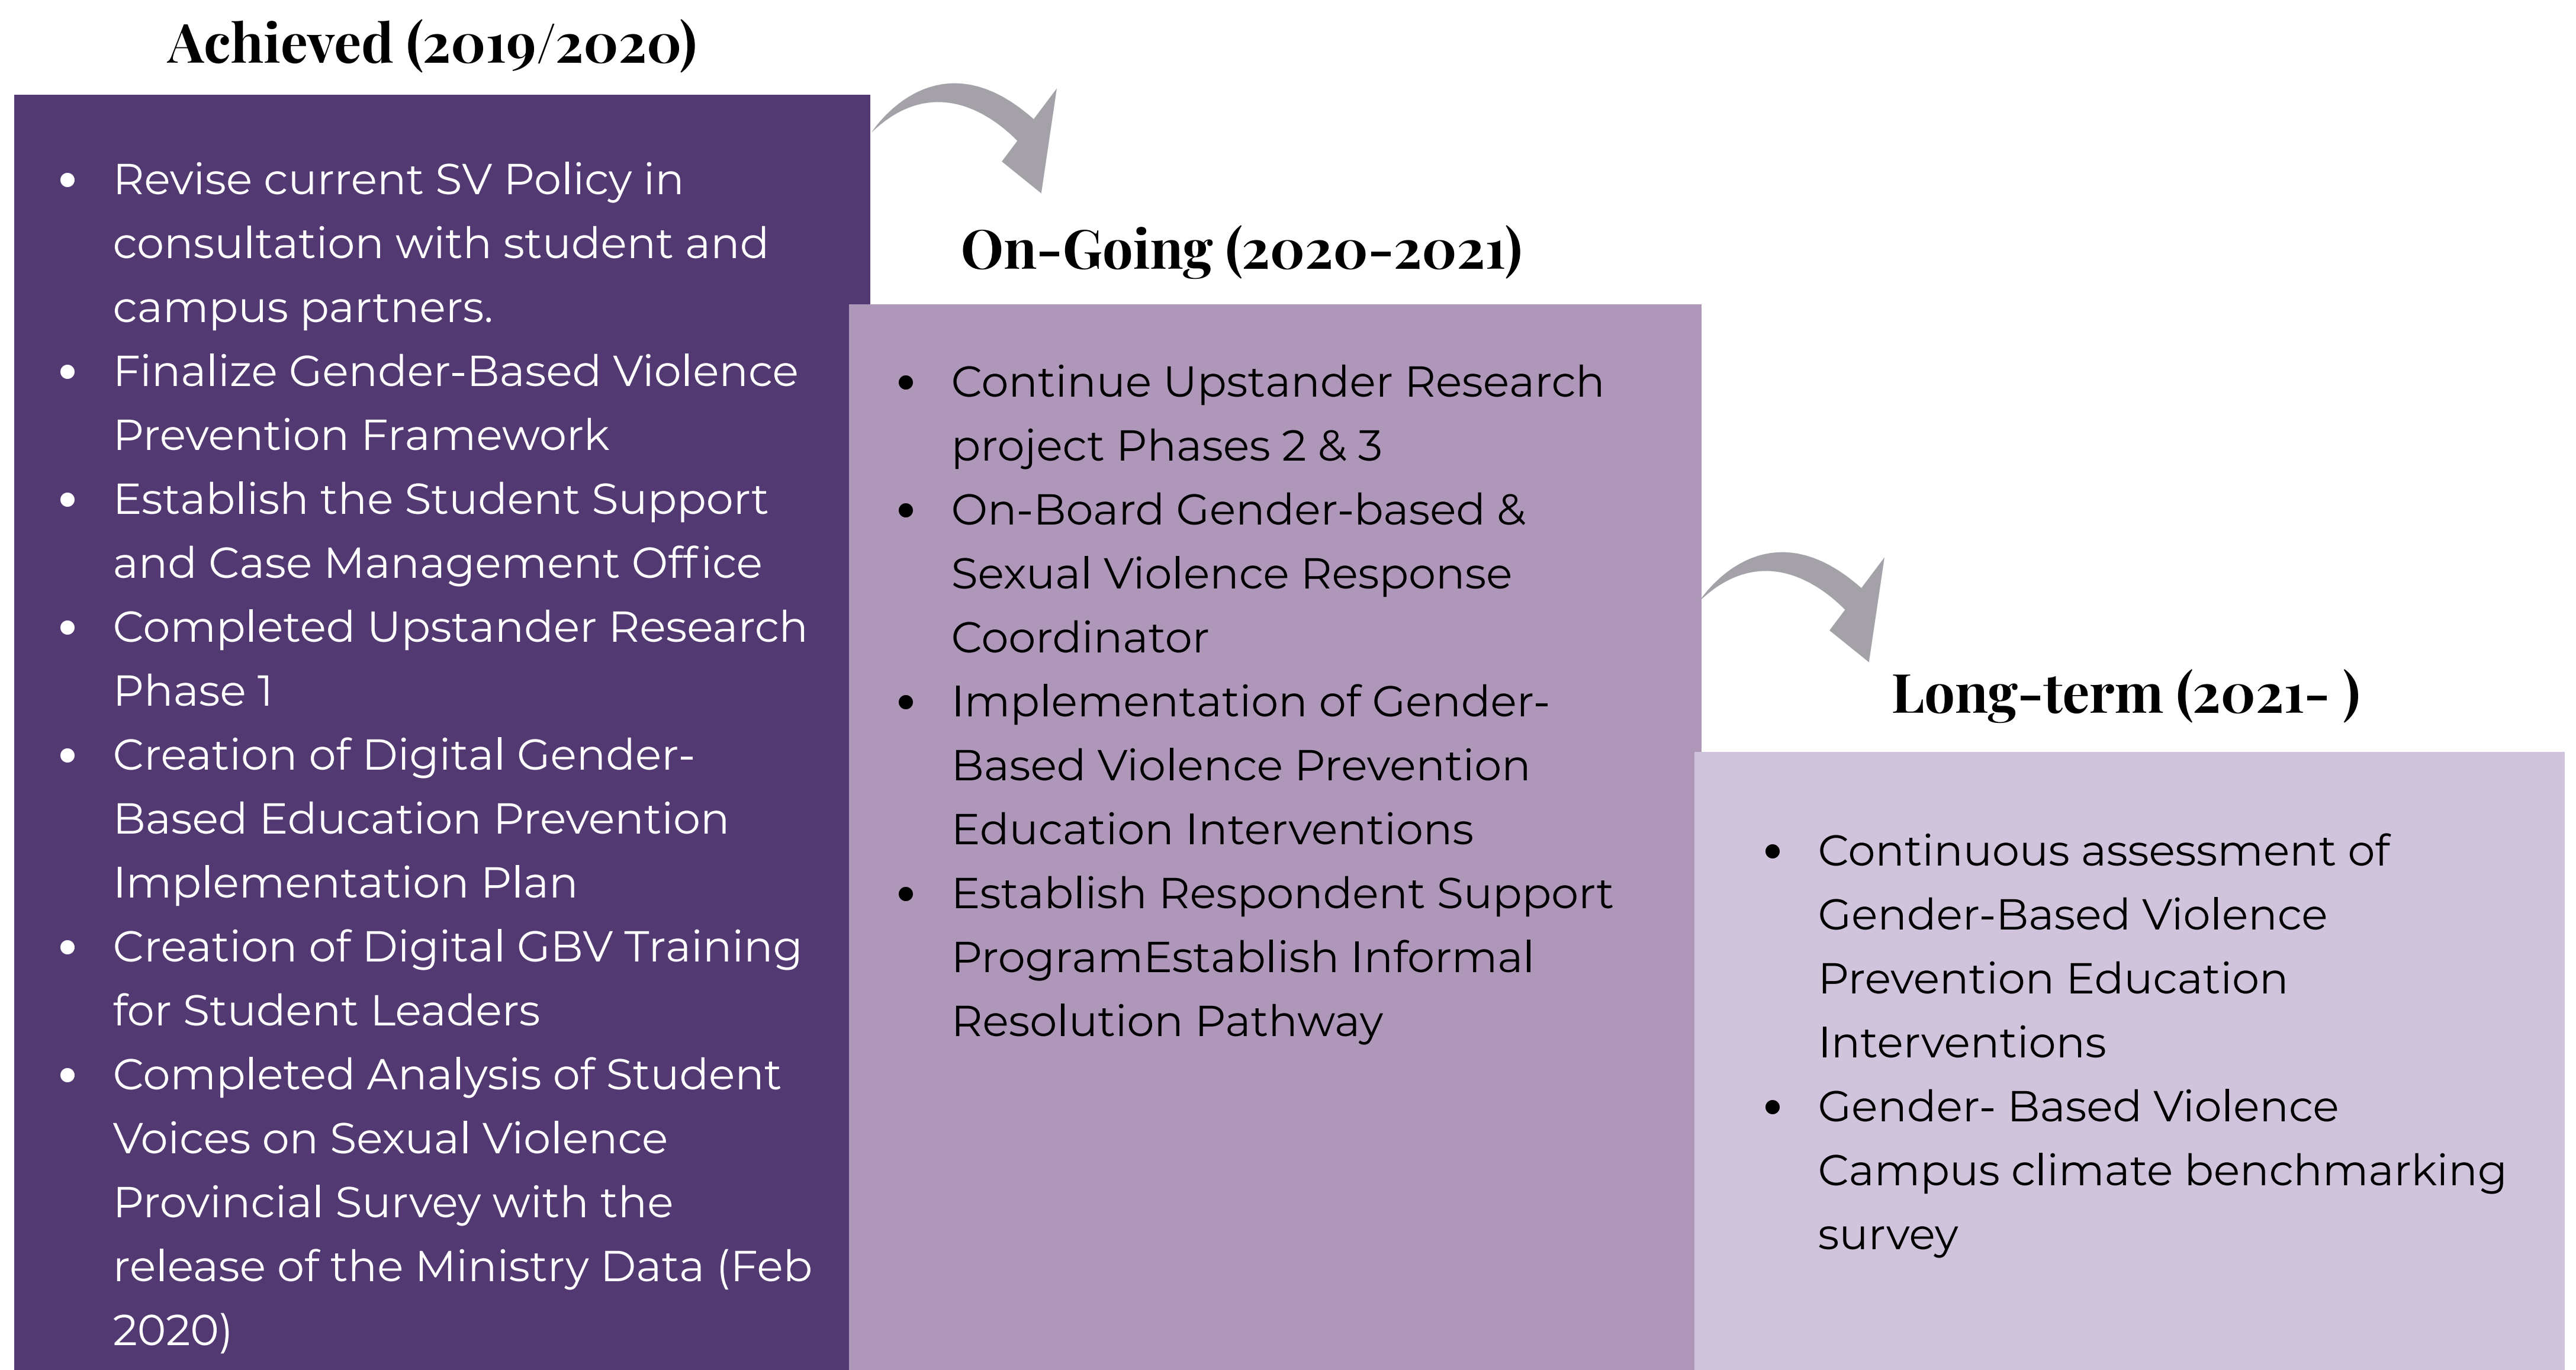 Achieved (2019/2020)
• Revise current SV Policy in
consultation with student and
campus partners.
• Finalize Gender-Based Violence
Prevention Framework
• Establish the Student Support
and Case Management Office
• Completed Upstander Research
Phase 1
• Creation of Digital Gender-
Based Education Prevention
Implementation Plan
• Creation of Digital GBV Training
for Student Leaders
• Completed Analysis of Student
Voices on Sexual Violence
Provincial Survey with the
release of the Ministry Data (Feb
2020)
On-Going (2020-2021)
• Continue Upstander Research
project Phases 2 & 3
• On-Board Gender-based &
Sexual Violence Response
Coordinator
• Implementation of Gender-
Based Violence Prevention
Education Interventions
• Establish Respondent Support
ProgramEstablish Informal
Resolution Pathway
Long-term (2021- )
• Continuous assessment of
Gender-Based Violence
Prevention Education
Interventions
• Gender- Based Violence
Campus climate benchmarking
survey